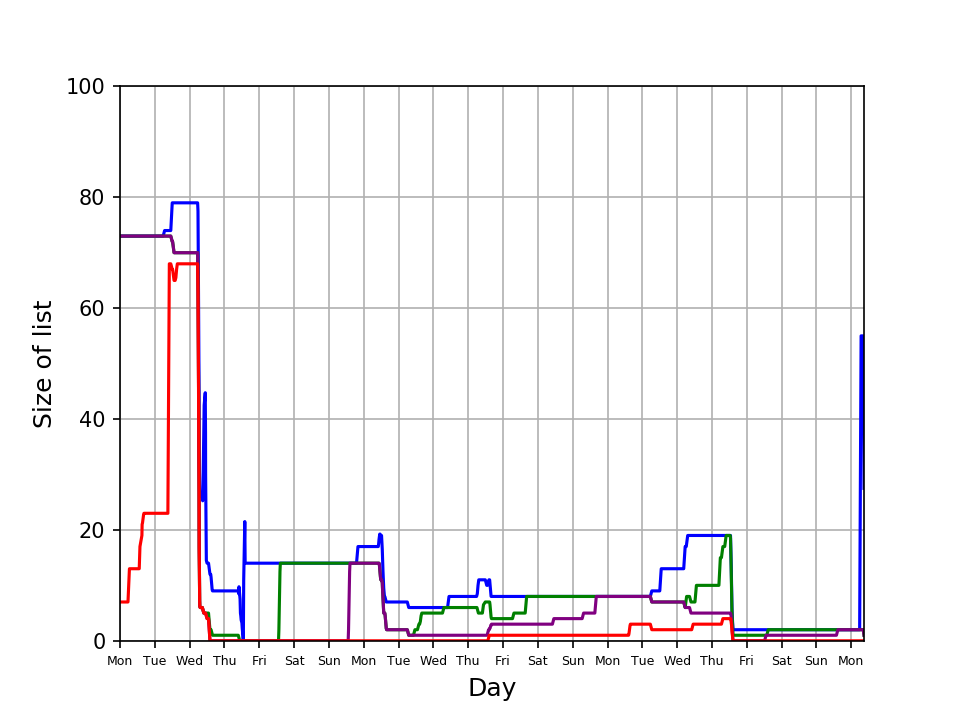 100
80
60
40
20
0
Size of list
Mon Tue Wed Thu Fri Sat Sun Mon Tue Wed Thu Fri Sat Sun Mon Tue Wed Thu Fri Sat Sun Mon
Day